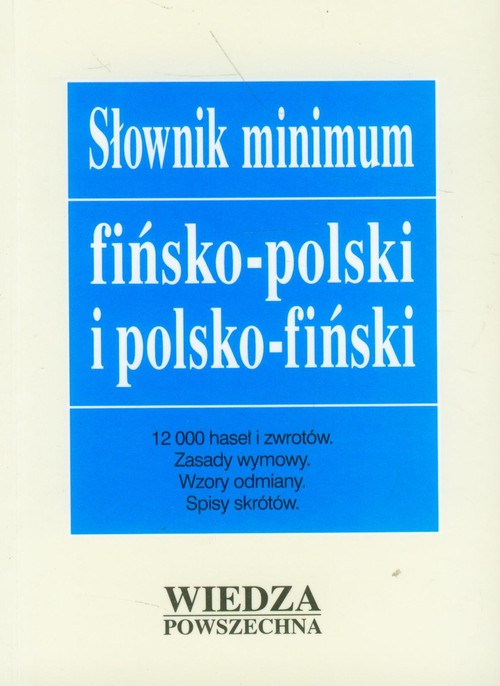 Słownik minimum
fińsko-polski
i polsko-fiński
12 000 haseł i zwrotów.
Zasady wymowy.
Wzory odmiany.
Spisy skrótów.
WIEDZA
POWSZECHNA